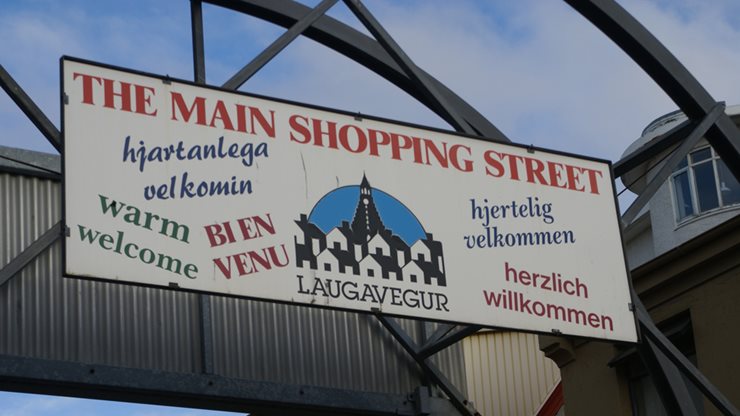 THE MAIN SHOPPING STREET
hjartanlega
velkomin
warm
welcome
BIEN
VENU
LAUGAVEGUR
hjertelig
velkommen
herzlich
willkommen